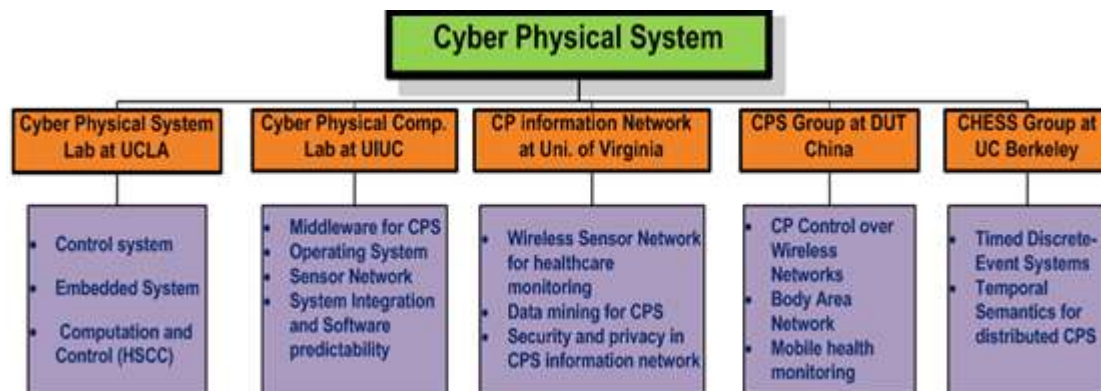 Cyber Physical System
Cyber Physical System
Lab at UCLA
Cyber Physical Comp.
Lab at UIUC
CP information Network
at Uni. of Virginia
CPS Group at DUT
China
CHESS Group at
UC Berkeley
• Control system
• Embedded System
• Computation and
Control (HSCC)
• Middleware for CPS
• Operating System
• Sensor Network
• System Integration
and Software
predictability
• Wireless Sensor Network
for healthcare
monitoring
• Data mining for CPS
• Security and privacy in
CPS information network
• CP Control over
Wireless
Networks
• Body Area
Network
• Mobile health
monitoring
• Timed Discrete-
Event Systems
• Temporal
Semantics for
distributed CPS